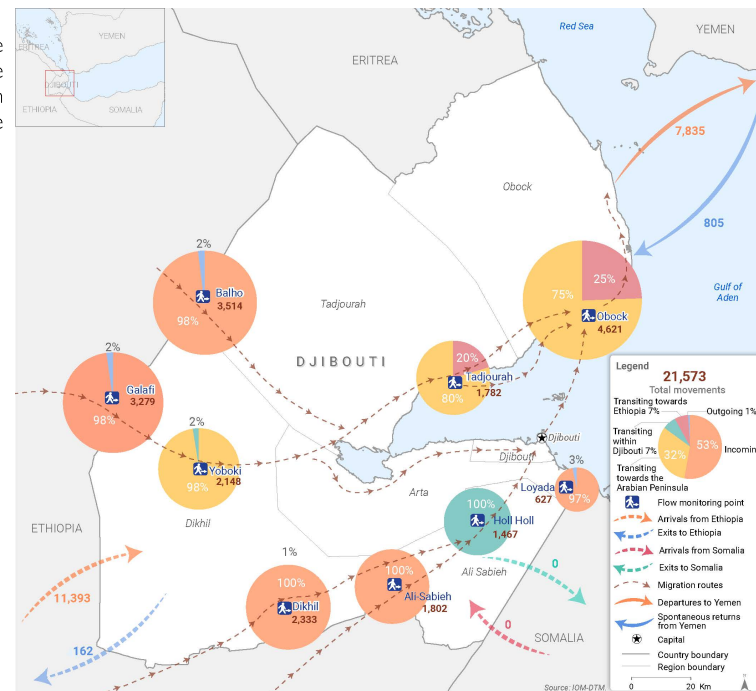 e
e
n
e
YEMEN
ERITREA
DJIBOUTI
ETHIOPIA
SOMALIA
Red Sea
YEMEN
ERITREA
7,835
Obock
805
2%
Balho
3,514
98%
Tadjourah
75%
25%
Obock
4,621
Gulf of
Aden
DJIBOUTI
2%
Galafi
3,279
98%
20%
Tadjourah
1,782
80%
2%
Yoboki
2,148
98%
Dikhil
Djibouti
Djibouti
Arta
3%
Loyada
627
97%
100%
Holl Holl
1,467
Ali Sabieh
ETHIOPIA
11,393
162
1%
100%
Dikhil
2,333
100%
Ali-Sabieh
1,802
0
0
SOMALIA
Source: IOM-DTM.
Legend
21,573
Total movements
Transiting towards
Ethiopia 7%
Outgoing 1%
Transiting
within
Djibouti 7%
53%
Incomin
32%
Transiting
towards the
Arabian Peninsula
Flow monitoring point
Arrivals from Ethiopia
Exits to Ethiopia
Arrivals from Somalia
Exits to Somalia
Migration routes
Departures to Yemen
Spontaneous returns
from Yemen
Capital
Country boundary
Region boundary
0 20 Km